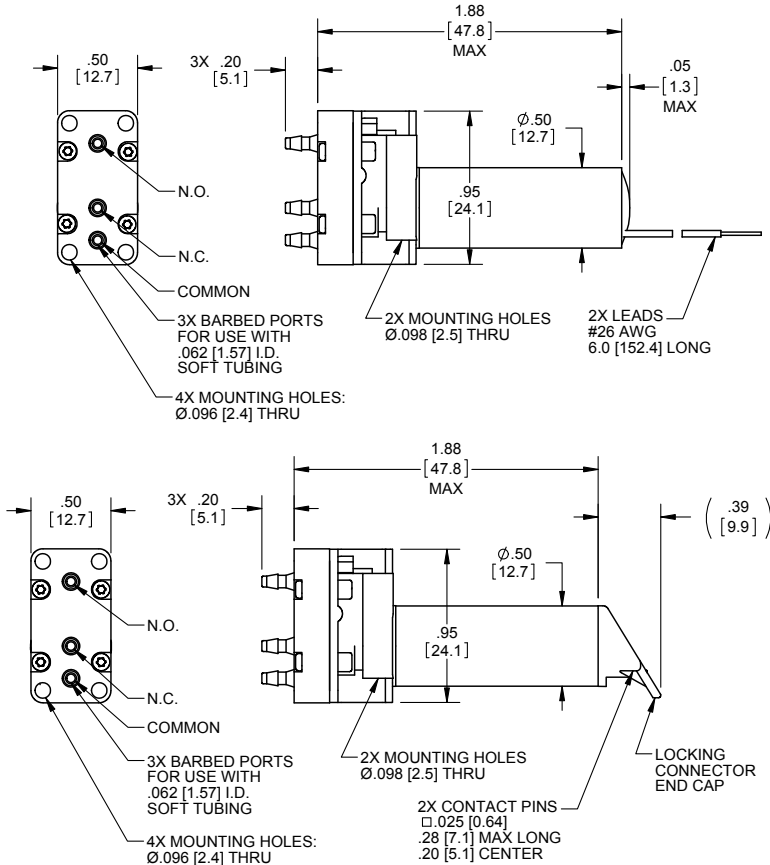 1.88
[47.8]
MAX
.50
[12.7]
3X .20
[5.1]
.05
[1.3]
MAX
Ø.50
[12.7]
.95
[24.1]
N.O.
N.C.
COMMON
3X BARBED PORTS
FOR USE WITH
.062 [1.57] I.D.
SOFT TUBING
4X MOUNTING HOLES:
Ø.096 [2.4] THRU
2X MOUNTING HOLES
Ø.098 [2.5] THRU
2X LEADS
#26 AWG
6.0 [152.4] LONG
1.88
[47.8]
MAX
.50
[12.7]
3X .20
[5.1]
(.39
[9.9])
Ø.50
[12.7]
.95
[24.1]
N.O.
N.C.
COMMON
3X BARBED PORTS
FOR USE WITH
.062 [1.57] I.D.
SOFT TUBING
4X MOUNTING HOLES:
Ø.096 [2.4] THRU
2X MOUNTING HOLES
Ø.098 [2.5] THRU
2X CONTACT PINS
□.025 [0.64]
.28 [7.1] MAX LONG
.20 [5.1] CENTER
LOCKING
CONNECTOR
END CAP